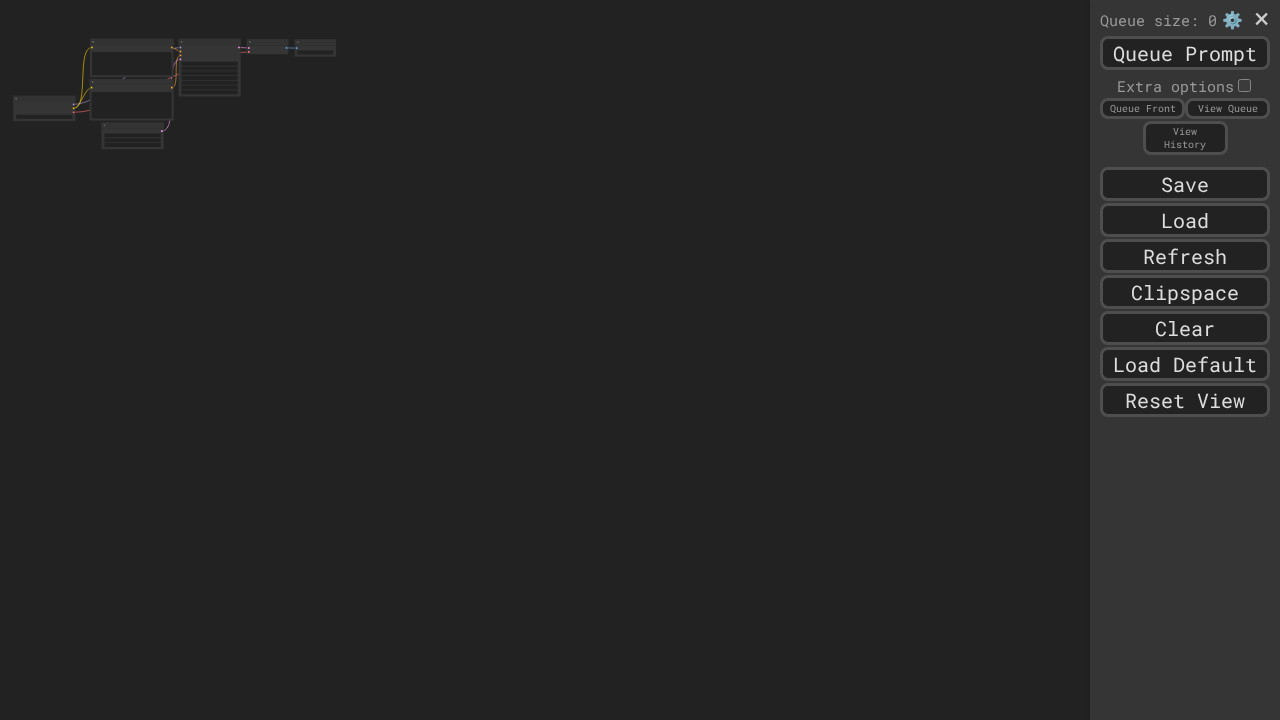 Queue size: 0
Queue Prompt
Extra options
Queue Front
View Queue
View
History
Save
Load
Refresh
Clipspace
Clear
Load Default
Reset View